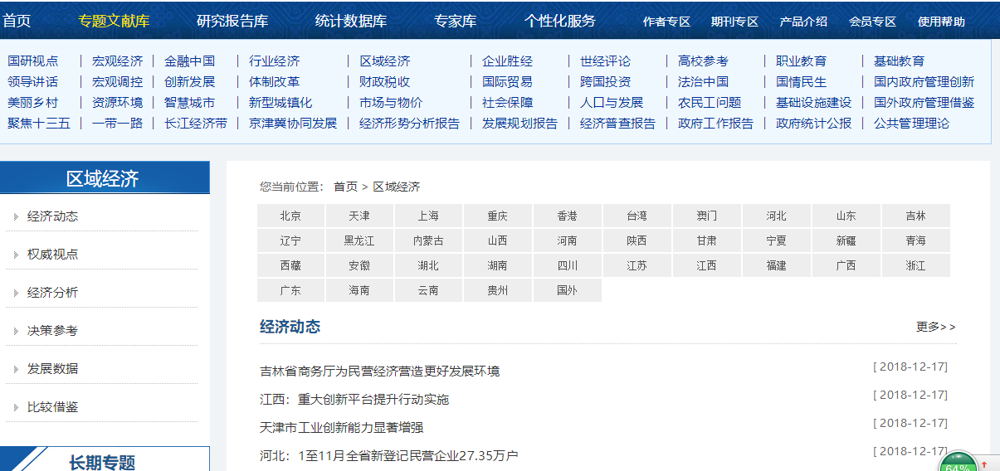 首页 专题文献库 研究报告库 统计数据库 专家库 个性化服务 作者专区 期刊专区 产品介绍 会员专区 使用帮助
国研视点 | 宏观经济 | 金融中国 | 行业经济 | 区域经济 | 企业胜经 | 世经评论 | 高校参考 | 职业教育 | 基础教育
领导讲话 | 宏观调控 | 创新发展 | 体制改革 | 财政税收 | 国际贸易 | 跨国投资 | 法治中国 | 国情民生 | 国内政府管理创新
美丽乡村 | 资源环境 | 智慧城市 | 新型城镇化 | 市场与物价 | 社会保障 | 人口与发展 | 农民工问题 | 基础设施建设 | 国外政府管理借鉴
聚焦十三五 | 一带一路 | 长江经济带 | 京津冀协同发展 | 经济形势分析报告 | 发展规划报告 | 经济普查报告 | 政府工作报告 | 政府统计公报 | 公共管理理论
区域经济
经济动态
权威视点
经济分析
决策参考
发展数据
比较借鉴
长期专题
您当前位置： 首页 > 区域经济
北京 天津 上海 重庆 香港 台湾 澳门 河北 山东 吉林
辽宁 黑龙江 内蒙古 山西 河南 陕西 甘肃 宁夏 新疆 青海
西藏 安徽 湖北 湖南 四川 江苏 江西 福建 广西 浙江
广东 海南 云南 贵州 国外
经济动态 更多>>
吉林省商务厅为民营经济营造更好发展环境 [ 2018-12-17]
江西：重大创新平台提升行动实施 [ 2018-12-17]
天津市工业创新能力显著增强 [ 2018-12-17]
河北：1至11月全省新登记民营企业27.35万户 [ 2018-12-17]
64%